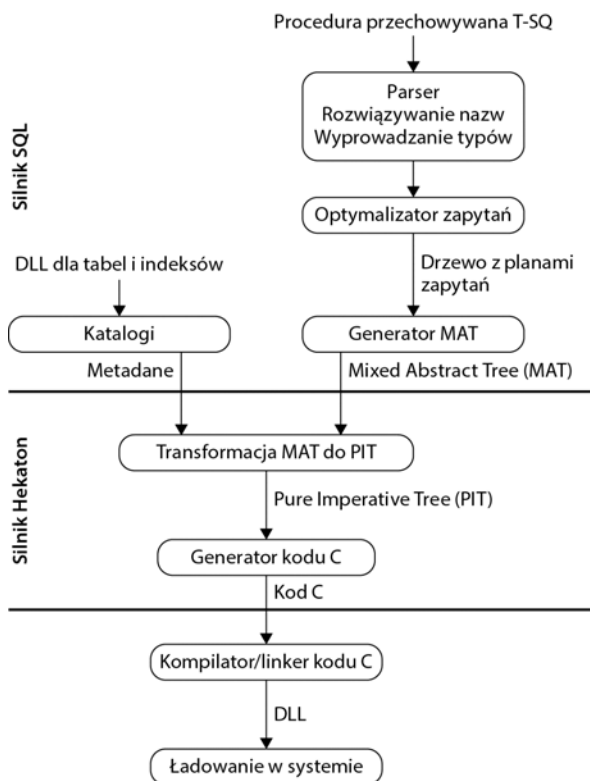 Procedura przechowywana T-SQ
Parser
Rozwiązywanie nazw
Wyprowadzanie typów
Silnik SQL
Optymalizator zapytań
DLL dla tabel i indeksów
Drzewo z planami
zapytań
Katalogi
Generator MAT
Metadane
Mixed Abstract Tree (MAT)
Silnik Hekaton
Transformacja MAT do PIT
Pure Imperative Tree (PIT)
Generator kodu C
Kod C
Kompilator/linker kodu C
DLL
Ładowanie w systemie